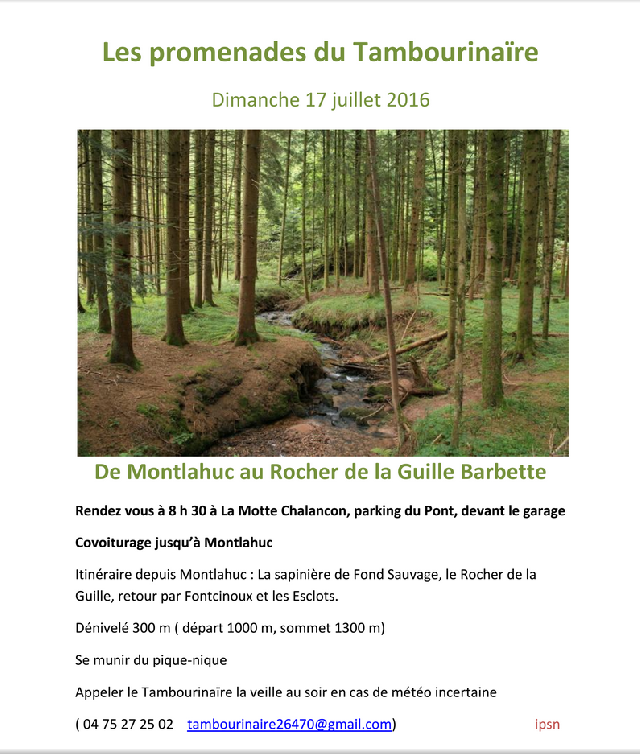 Les promenades du Tambourinaïre
Dimanche 17 juillet 2016
De Montlahuc au Rocher de la Guille Barbette
Rendez vous à 8 h 30 à La Motte Chalancon, parking du Pont, devant le garage
Covoiturage jusqu'à Montlahuc
Itinéraire depuis Montlahuc : La sapinière de Fond Sauvage, le Rocher de la
Guille, retour par Fontcinoux et les Esclots.
Dénivelé 300 m ( départ 1000 m, sommet 1300 m)
Se munir du pique-nique
Appeler le Tambourinaïre la veille au soir en cas de météo incertaine
( 04 75 27 25 02 tambourinaire26470@gmail.com) ipsn